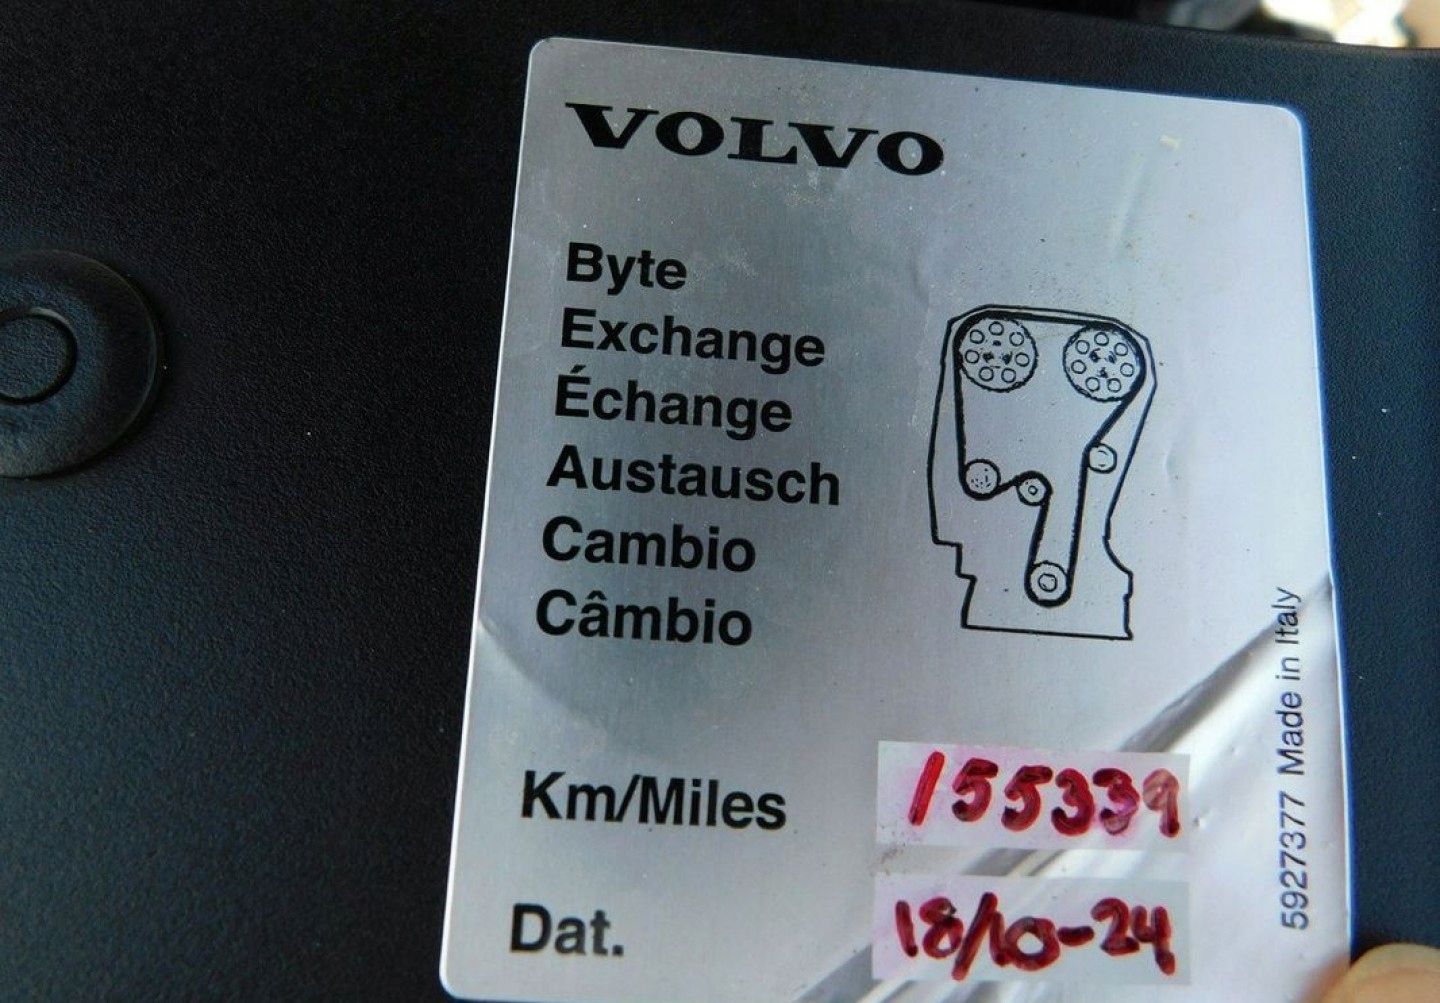 VOLVO
Byte
Exchange
Échange
Austausch
Cambio
Câmbio
Km/Miles 155339
Dat. 18/10-24
5927377 Made in Italy